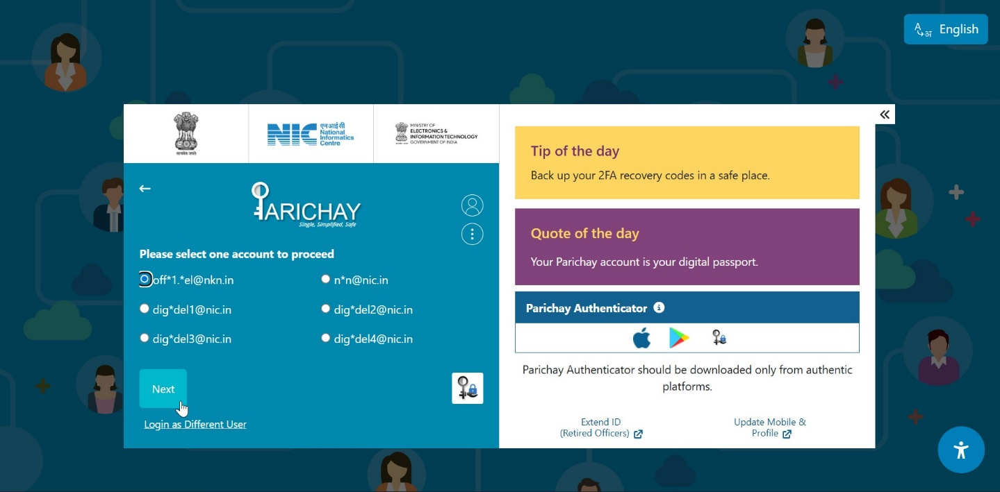 A अ English
सत्यमेव जयते
NIC एनआईसी
National
Informatics
Centre
MINISTRY OF
ELECTRONICS &
INFORMATION TECHNOLOGY
GOVERNMENT OF INDIA
PARICHAY
Single, Simplified, Safe
Please select one account to proceed
off*1.*el@nkn.in
n*n@nic.in
dig*del1@nic.in
dig*del2@nic.in
dig*del3@nic.in
dig*del4@nic.in
Next
Login as Different User
Tip of the day
Back up your 2FA recovery codes in a safe place.
Quote of the day
Your Parichay account is your digital passport.
Parichay Authenticator
Parichay Authenticator should be downloaded only from authentic
platforms.
Extend ID
(Retired Officers)
Update Mobile &
Profile